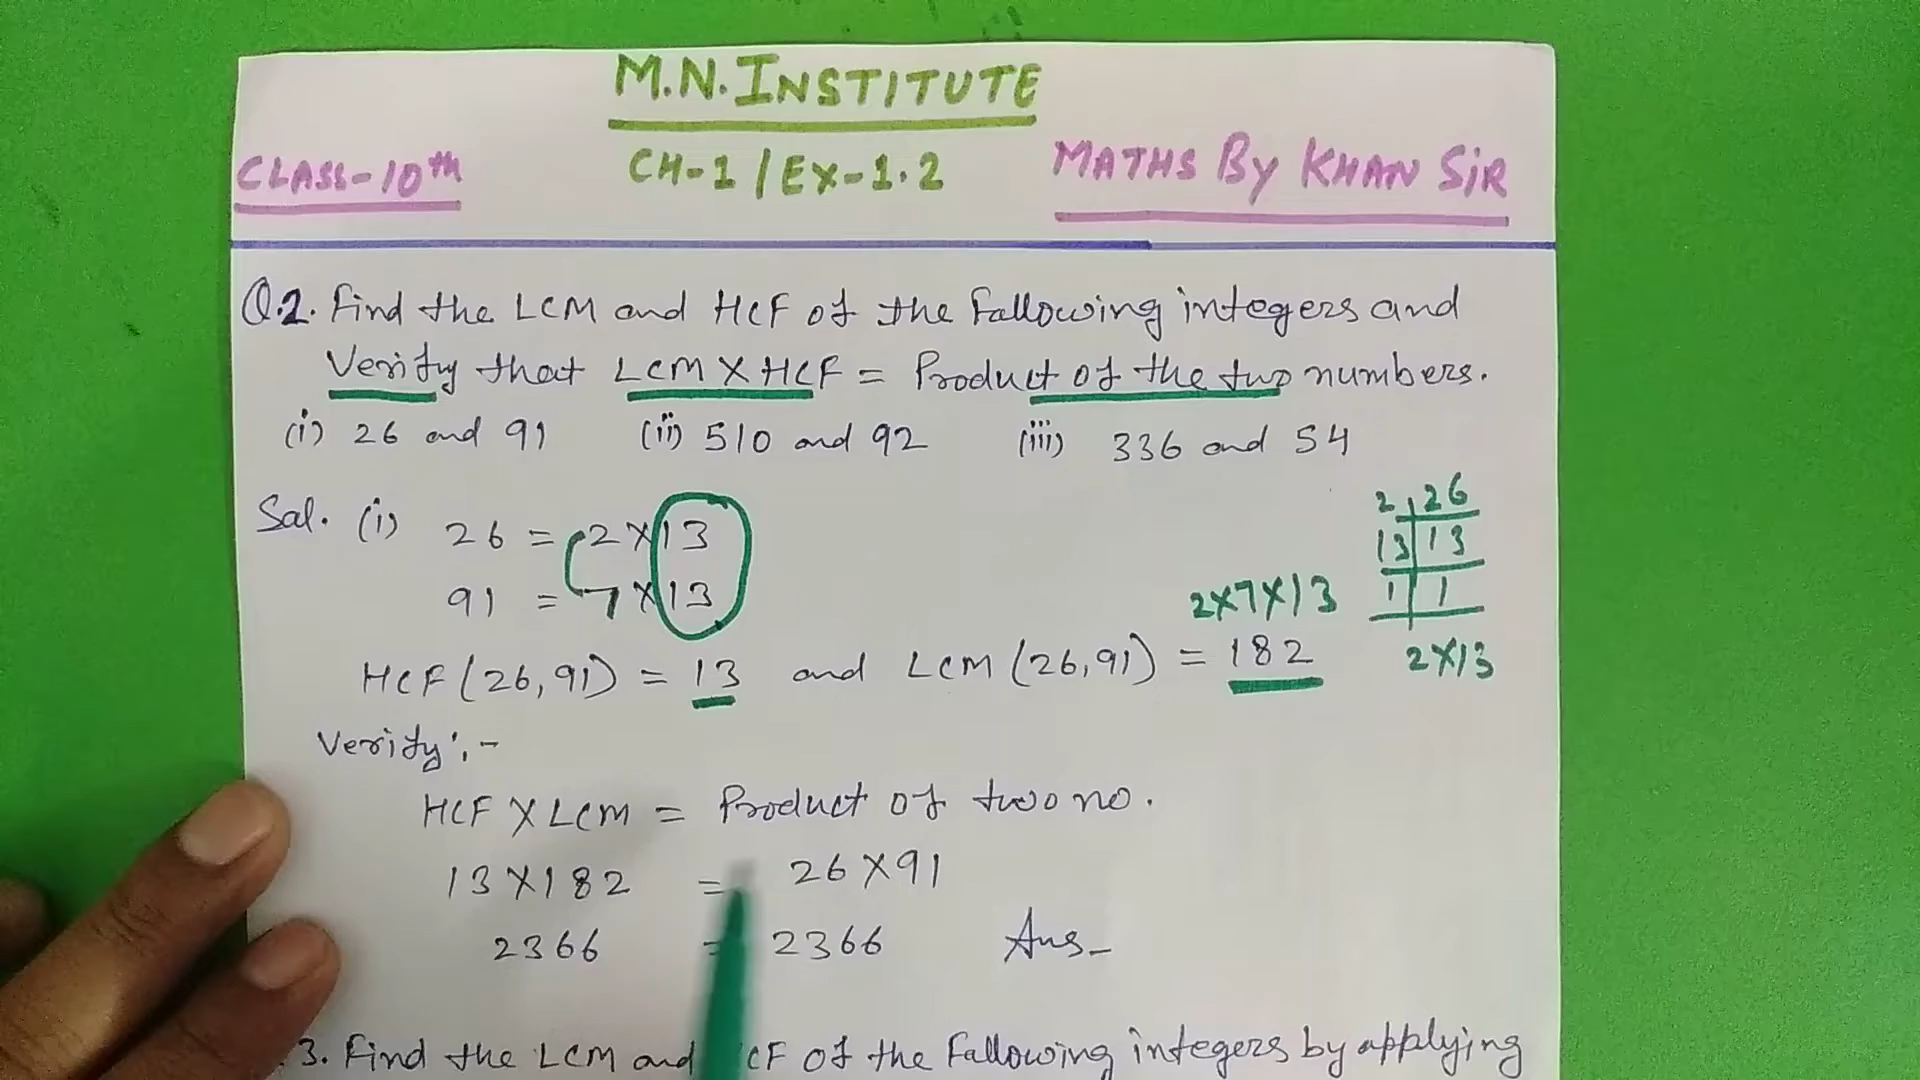 M.N. INSTITUTE
CLASS-10th CH-1 / EX-1.2 MATHS By KHAN SIR
Q.2. Find the LCM and HCF of the Fallowing integers and
Verify that LCM X HCF = Product of the two numbers.
(i) 26 and 91 (ii) 510 and 92 (iii) 336 and 54
Sal. (i) 26 = 2 X 13
91 = 7 X 13
2 26
13 13
1 1
2X13
2X7X13
HCF (26,91) = 13 and LCM (26,91) = 182
Verify :-
HCF X LCM = Product of two no.
13 X 182 = 26 X 91
2366 = 2366 Ans-
3. Find the LCM and HCF of the Fallowing integers by applying